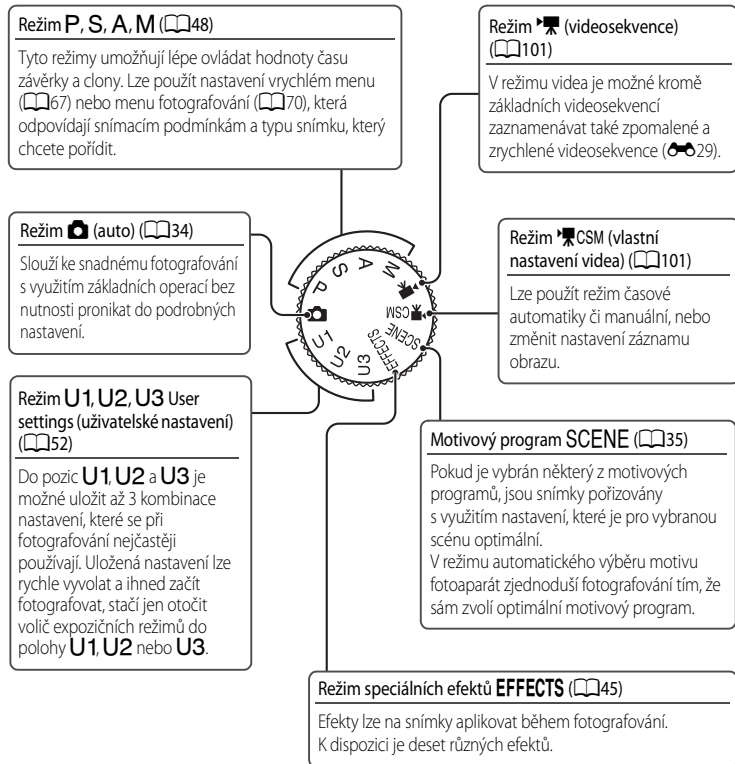 Režim P, S, A, M (48)
Tyto režimy umožňují lépe ovládat hodnoty času
závěrky a clony. Lze použít nastavení vrychlém menu
(67) nebo menu fotografování (70), která
odpovídají snímacím podmínkám a typu snímku, který
chcete pořídit.
Režim (videosekvence)
(101)
V režimu videa je možné kromě
základních videosekvencí
zaznamenávat také zpomalené a
zrychlené videosekvence (29).
Režim (auto) (34)
Slouží ke snadnému fotografování
s využitím základních operací bez
nutnosti pronikat do podrobných
nastavení.
Režim CSM (vlastní
nastavení videa) (101)
Lze použít režim časové
automatiky či manuální, nebo
změnit nastavení záznamu
obrazu.
U1
U2
U3
P
S
A
M
CSM
SCENE
EFFECTS
Režim U1, U2, U3 User
settings (uživatelské nastavení)
(52)
Do pozic U1, U2 a U3 je
možné uložit až 3 kombinace
nastavení, které se při
fotografování nejčastěji
používají. Uložená nastavení lze
rychle vyvolat a ihned začít
fotografovat, stačí jen otočit
volič expozičních režimů do
polohy U1, U2 nebo U3.
Motivový program SCENE (35)
Pokud je vybrán některý z motivových
programů, jsou snímky pořizovány
s využitím nastavení, které je pro vybranou
scénu optimální.
V režimu automatického výběru motivu
fotoaparát zjednoduší fotografování tím, že
sám zvolí optimální motivový program.
Režim speciálních efektů EFFECTS (45)
Efekty lze na snímky aplikovat během fotografování.
K dispozici je deset různých efektů.